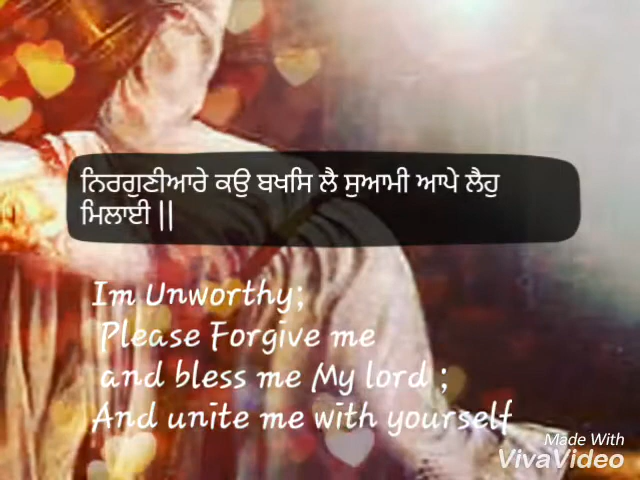 ਨਿਰਗੁਣੀਆਰੇ ਕਉ ਬਖਸਿ ਲੈ ਸੁਆਮੀ ਆਪੇ ਲੈਹੁ
ਮਿਲਾਈ ||
Im Unworthy;
Please Forgive me
and bless me My lord ;
And unite me with yourself
Made With
VivaVideo